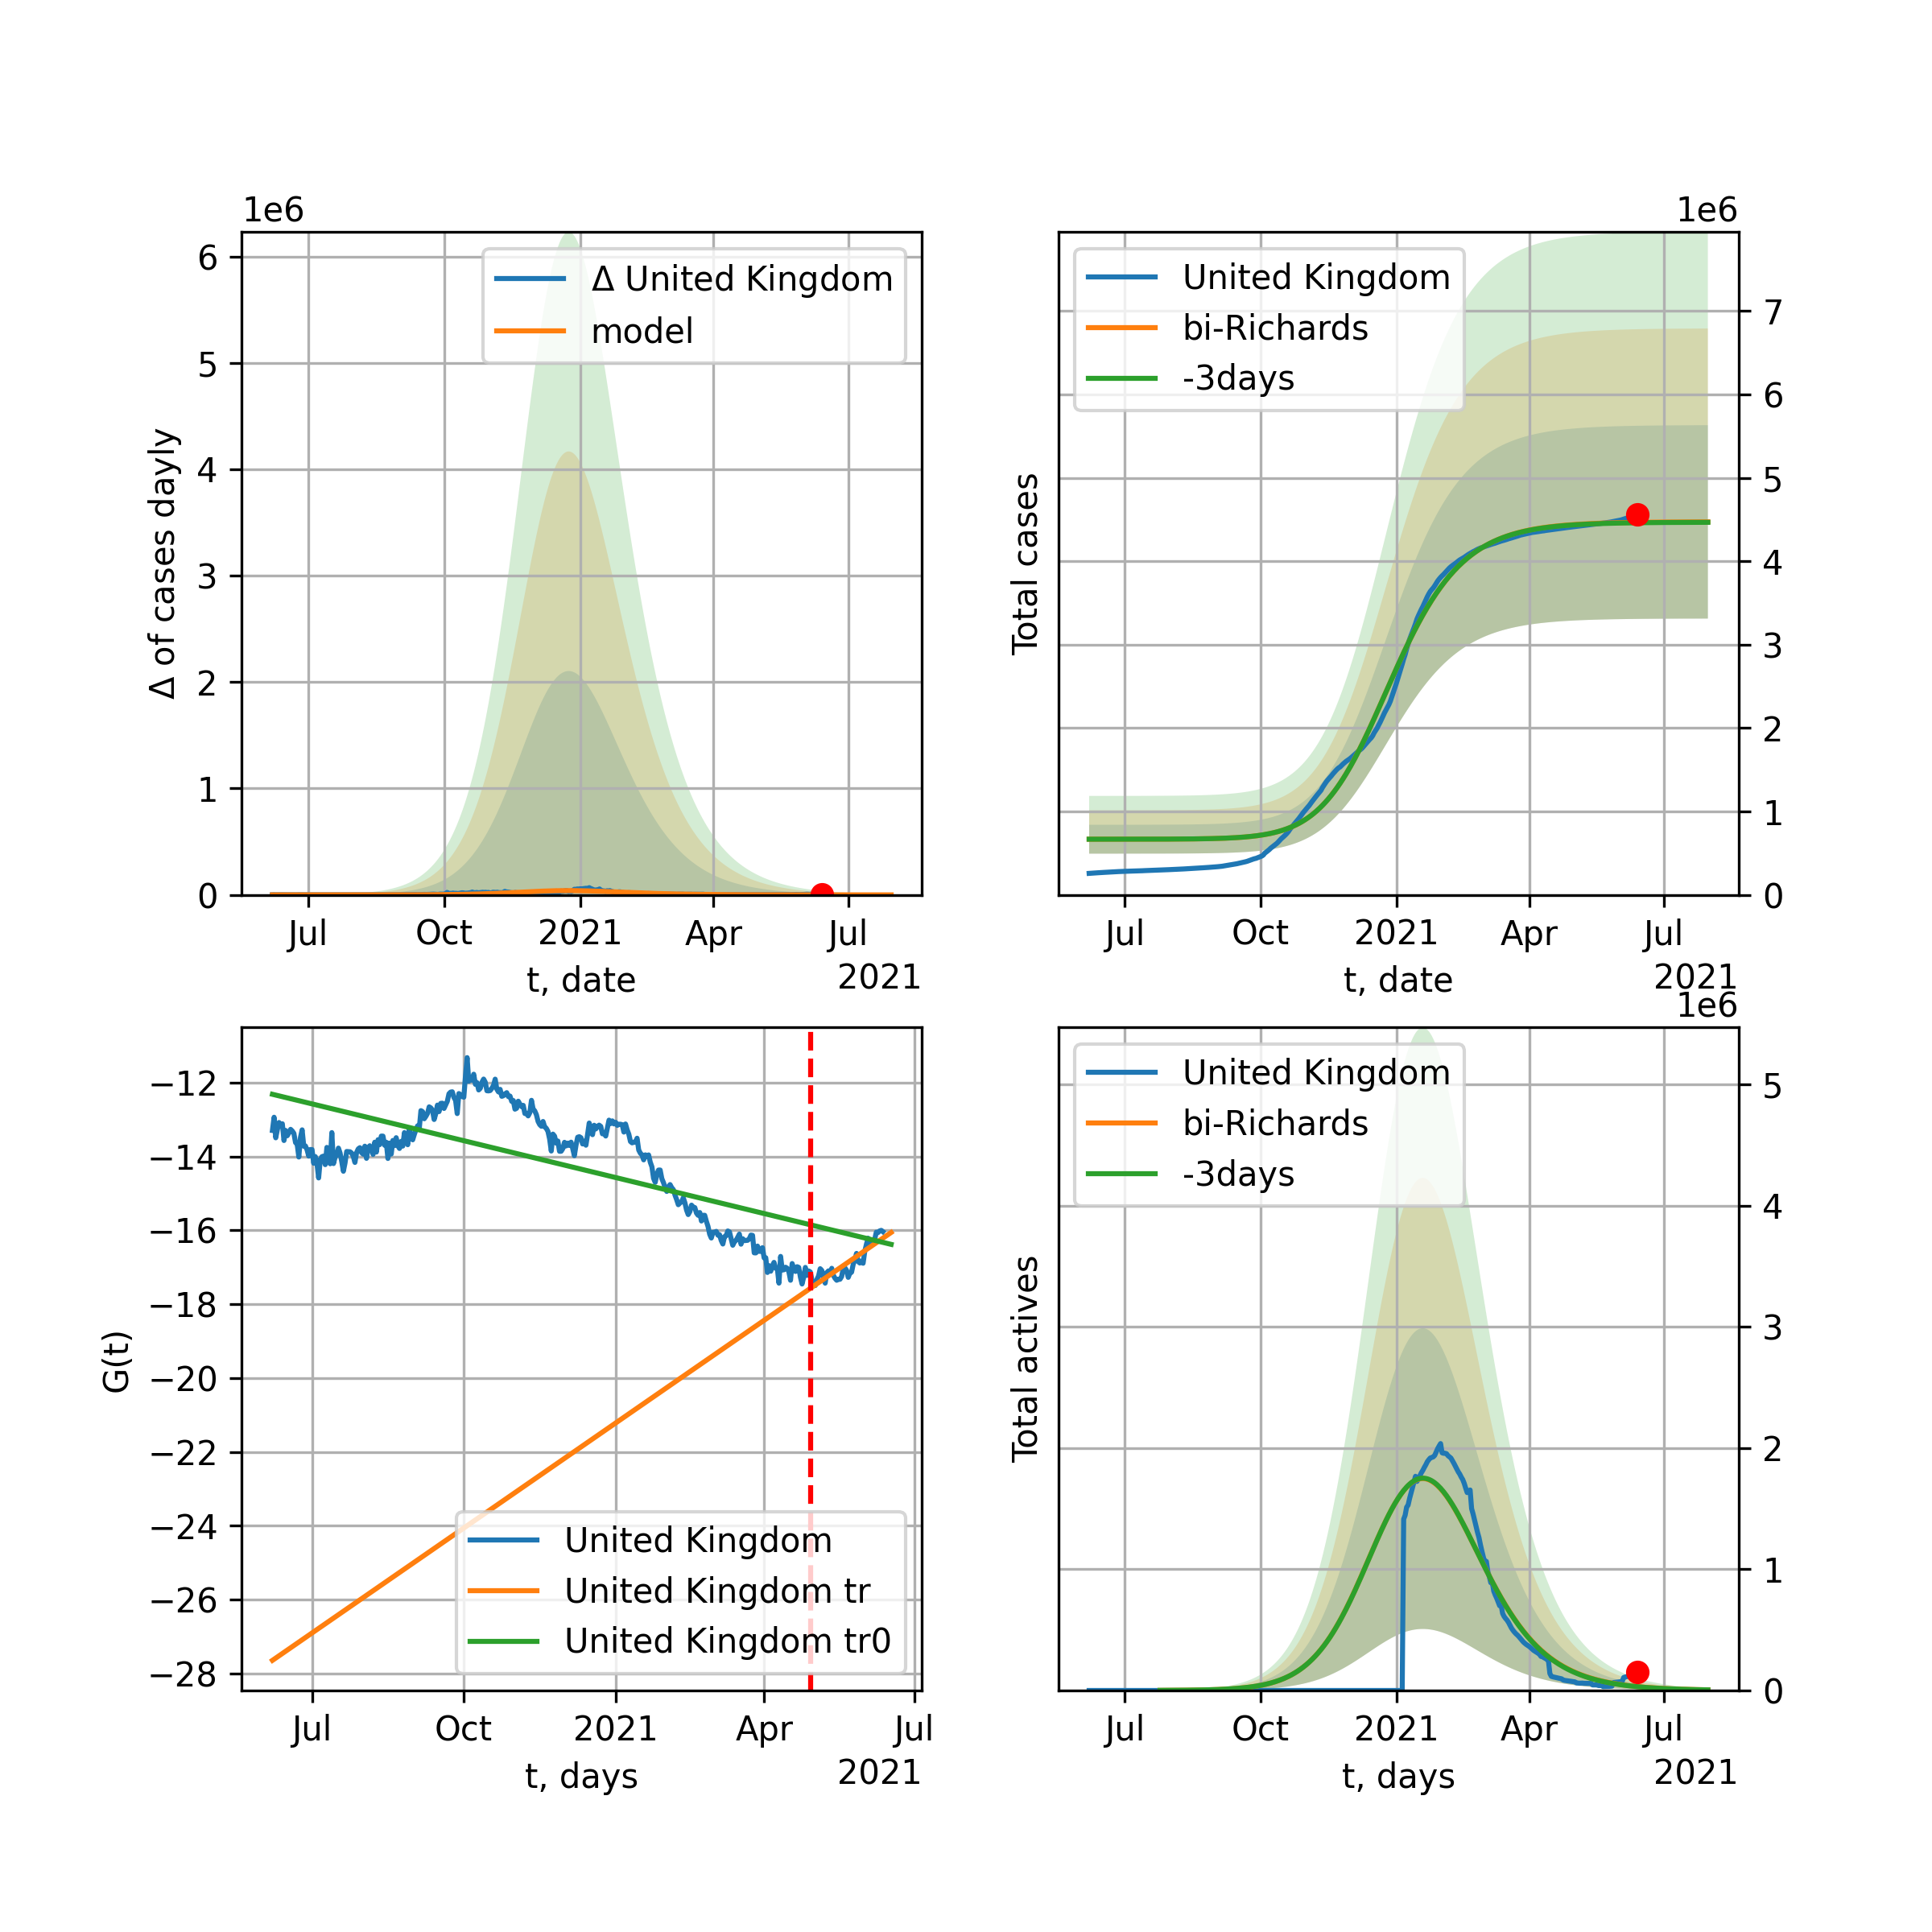 1e6
6
5
4
3
2
1
0
Δ of cases dayly
Δ United Kingdom
model
Jul
Oct
2021
Apr
Jul
t, date
2021
1e6
Total cases
United Kingdom
bi-Richards
-3days
7
6
5
4
3
2
1
0
Jul
Oct
2021
Apr
Jul
t, date
2021
−12
−14
−16
−18
−20
−22
−24
−26
−28
G(t)
United Kingdom
United Kingdom tr
United Kingdom tr0
Jul
Oct
2021
Apr
Jul
t, days
2021
1e6
Total actives
United Kingdom
bi-Richards
-3days
5
4
3
2
1
0
Jul
Oct
2021
Apr
Jul
t, days
2021